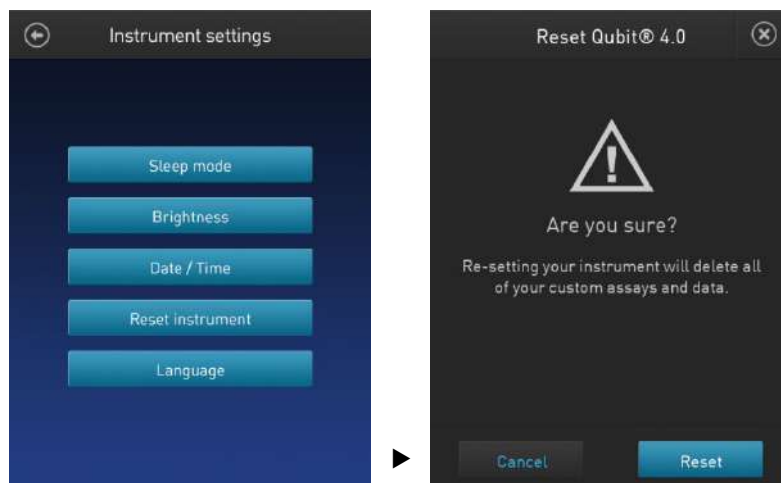 Instrument settings
Sleep mode
Brightness
Date / Time
Reset instrument
Language
Reset Qubit® 4.0
Are you sure?
Re-setting your instrument will delete all
of your custom assays and data.
Cancel
Reset